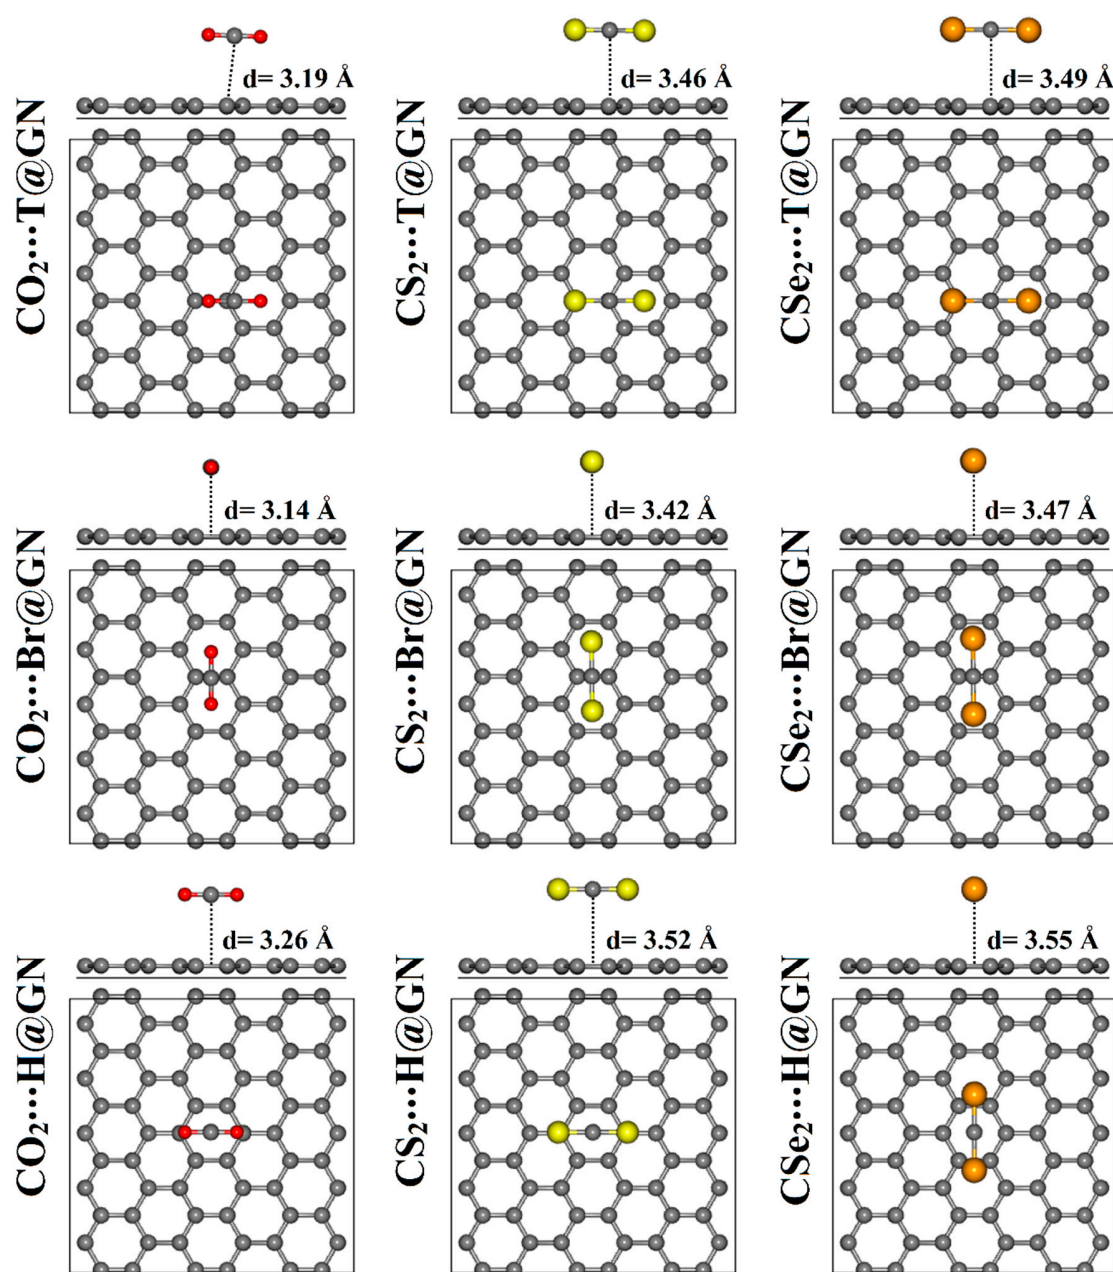 CO₂···T@GN
d= 3.19 Å
CS₂···T@GN
d= 3.46 Å
CSe₂···T@GN
d= 3.49 Å
CO₂···Br@GN
d= 3.14 Å
CS₂···Br@GN
d= 3.42 Å
CSe₂···Br@GN
d= 3.47 Å
CO₂···H@GN
d= 3.26 Å
CS₂···H@GN
d= 3.52 Å
CSe₂···H@GN
d= 3.55 Å